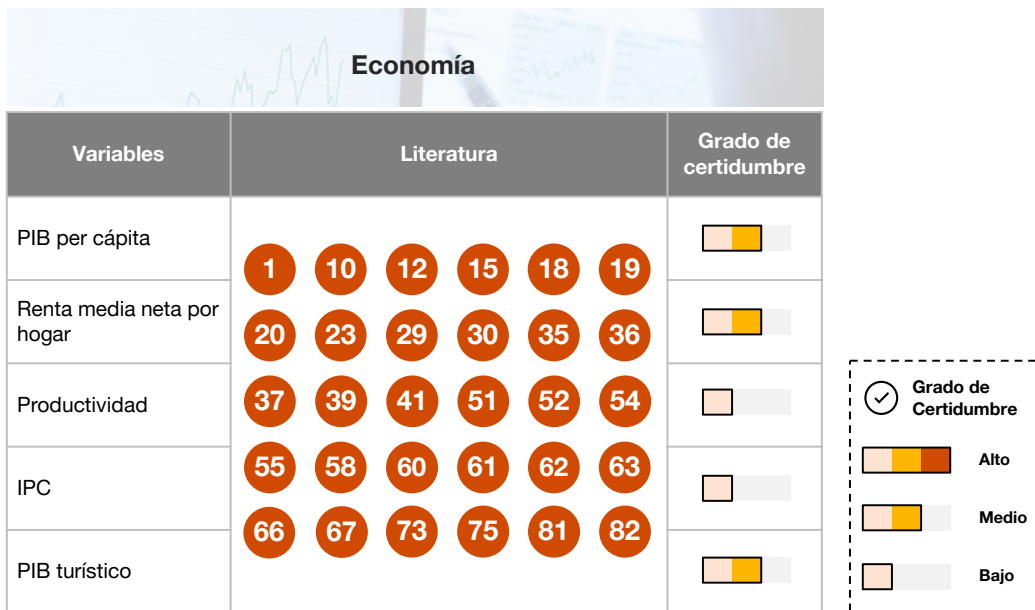 Economía
Variables
Literatura
Grado de
certidumbre
PIB per cápita
Renta media neta por
hogar
Productividad
IPC
PIB turístico
1 10 12 15 18 19
20 23 29 30 35 36
37 39 41 51 52 54
55 58 60 61 62 63
66 67 73 75 81 82
Grado de
Certidumbre
Alto
Medio
Bajo